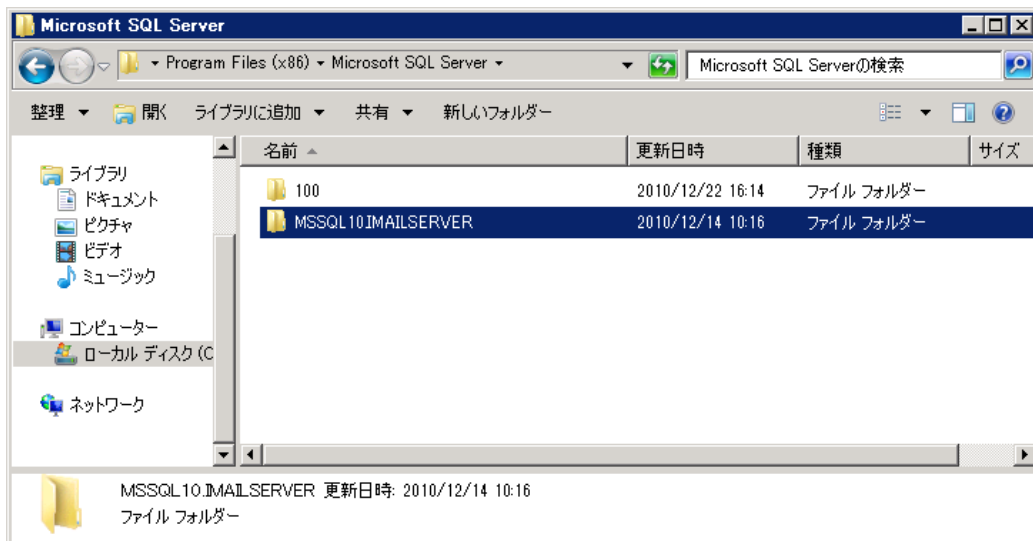 Microsoft SQL Server
Program Files (x86) Microsoft SQL Server
Microsoft SQL Serverの検索
整理 開く ライブラリに追加 共有 新しいフォルダー
名前 更新日時 種類 サイズ
ライブラリ
ドキュメント
ピクチャ
ビデオ
ミュージック
コンピューター
ローカル ディスク (C
ネットワーク
100 2010/12/22 16:14 ファイル フォルダー
MSSQL10.IMAILSERVER 2010/12/14 10:16 ファイル フォルダー
MSSQL10.IMAILSERVER 更新日時: 2010/12/14 10:16
ファイル フォルダー